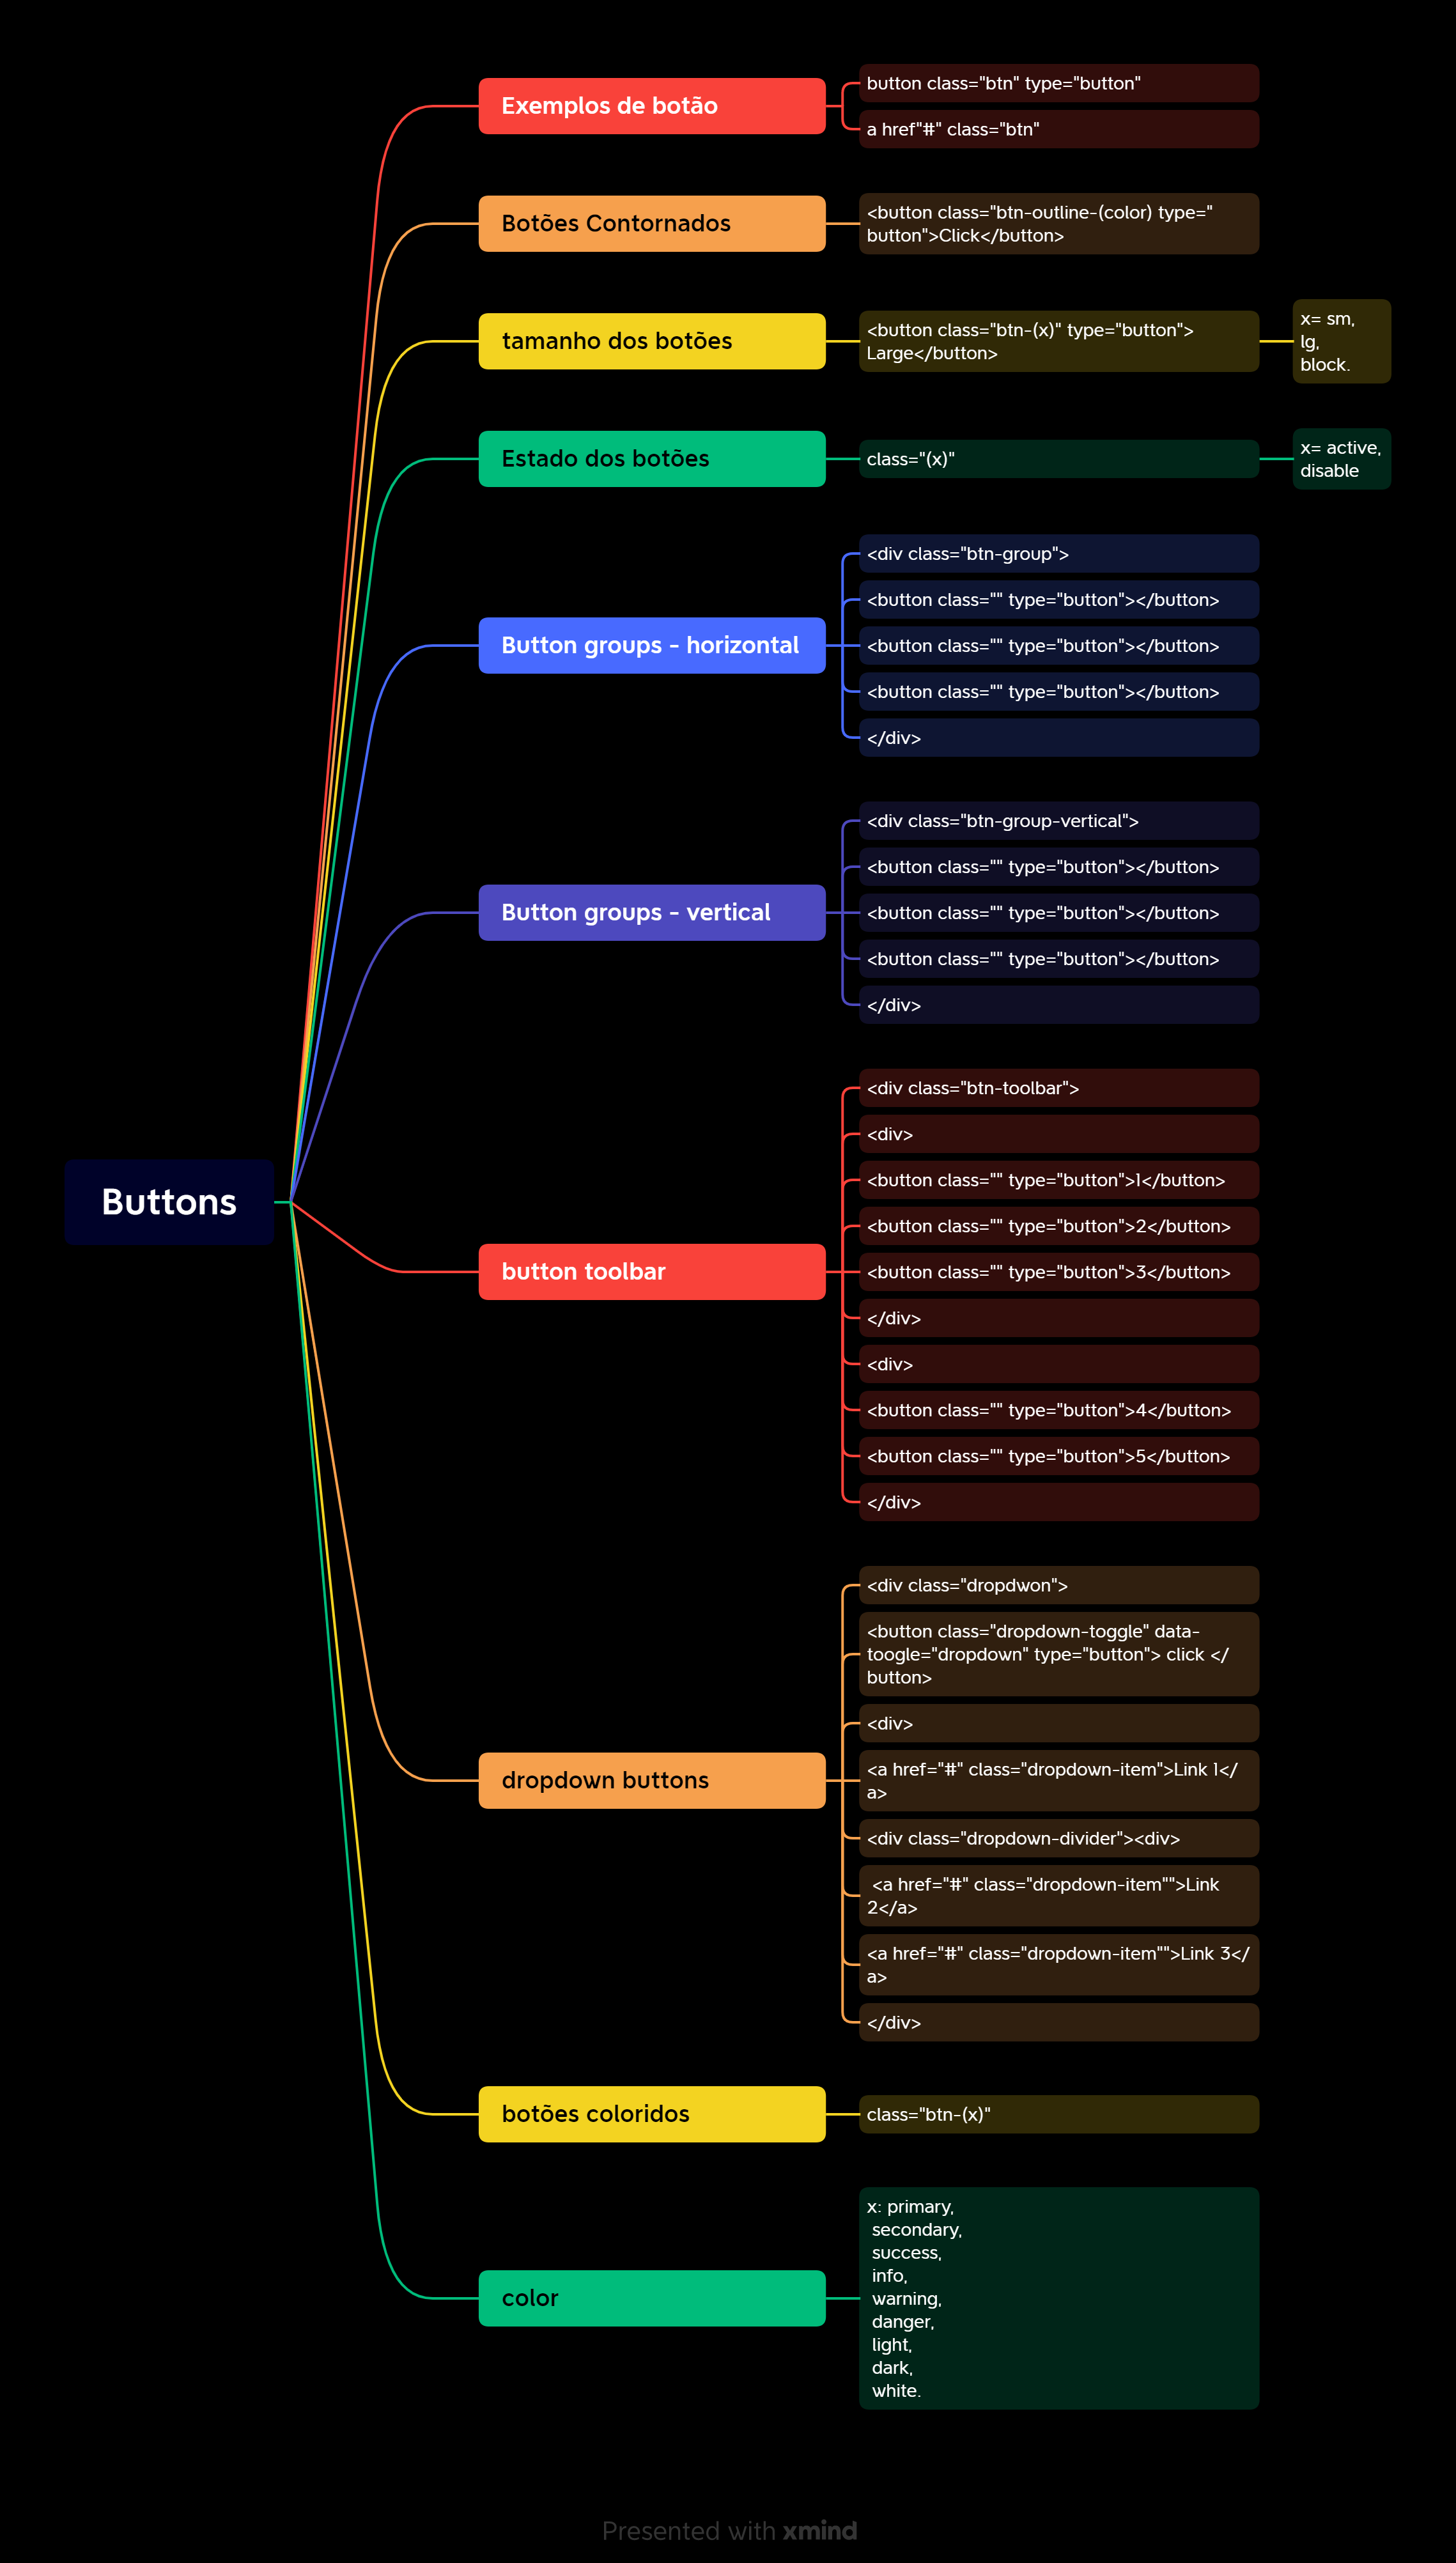 Exemplos de botão
button class="btn" type="button"
a href"#" class="btn"
Botões Contornados
<button class="btn-outline-(color) type="
button">Click</button>
tamanho dos botões
<button class="btn-(x)" type="button">
Large</button>
x= sm,
lg,
block.
Estado dos botões
class="(x)"
x= active,
disable
Button groups - horizontal
<div class="btn-group">
<button class="" type="button"></button>
<button class="" type="button"></button>
<button class="" type="button"></button>
</div>
Button groups - vertical
<div class="btn-group-vertical">
<button class="" type="button"></button>
<button class="" type="button"></button>
<button class="" type="button"></button>
</div>
Buttons
button toolbar
<div class="btn-toolbar">
<div>
<button class="" type="button">1</button>
<button class="" type="button">2</button>
<button class="" type="button">3</button>
</div>
<div>
<button class="" type="button">4</button>
<button class="" type="button">5</button>
</div>
dropdown buttons
<div class="dropdwon">
<button class="dropdown-toggle" data-
toogle="dropdown" type="button"> click </
button>
<div>
<a href="#" class="dropdown-item">Link 1</
a>
<div class="dropdown-divider"><div>
<a href="#" class="dropdown-item"">Link
2</a>
<a href="#" class="dropdown-item"">Link 3</
a>
</div>
botões coloridos
class="btn-(x)"
color
x: primary,
secondary,
success,
info,
warning,
danger,
light,
dark,
white.
Presented with xmind